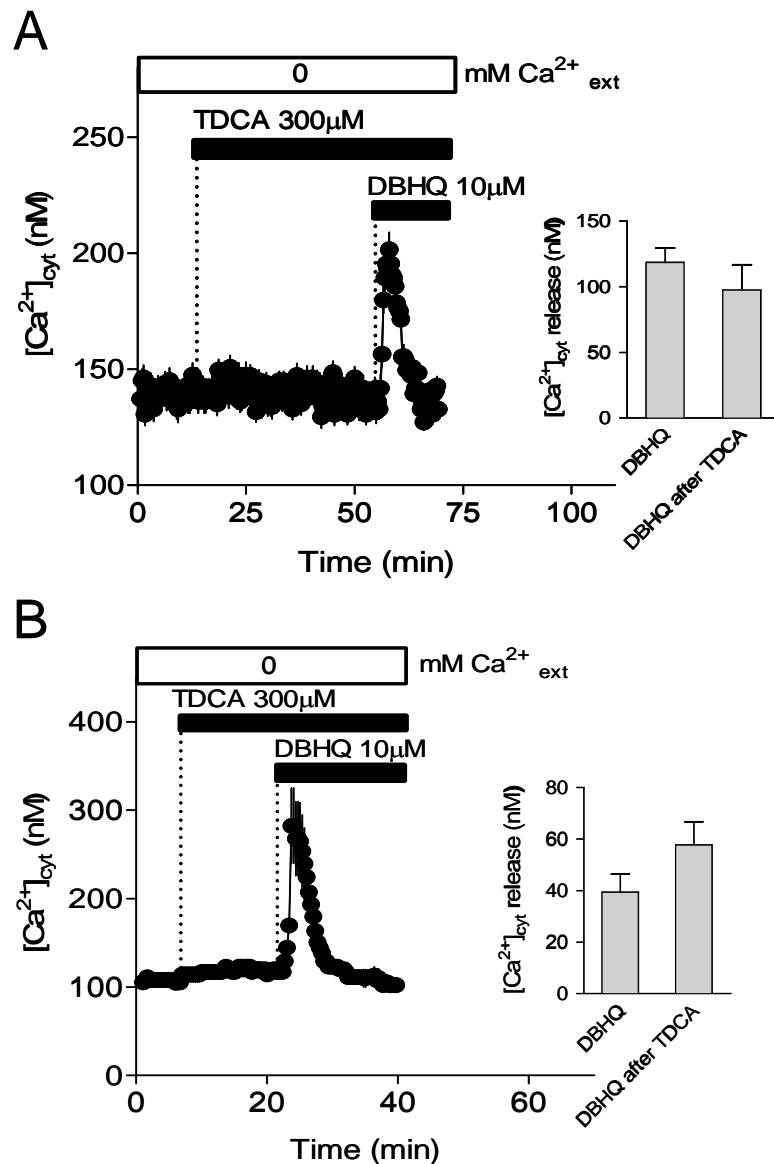 A
0 mM Ca2+ ext
TDCA 300μM
DBHQ 10μM
250
200
150
100
[Ca2+]cyt (nM)
0 25 50 75 100
Time (min)
150
100
50
0
[Ca2+]cyt release (nM)
DBHQ
DBHQ after TDCA
B
0 mM Ca2+ ext
TDCA 300μM
DBHQ 10μM
400
300
200
100
0
[Ca2+]cyt (nM)
0 20 40 60
Time (min)
80
60
40
20
0
[Ca2+]cyt release (nM)
DBHQ
DBHQ after TDCA